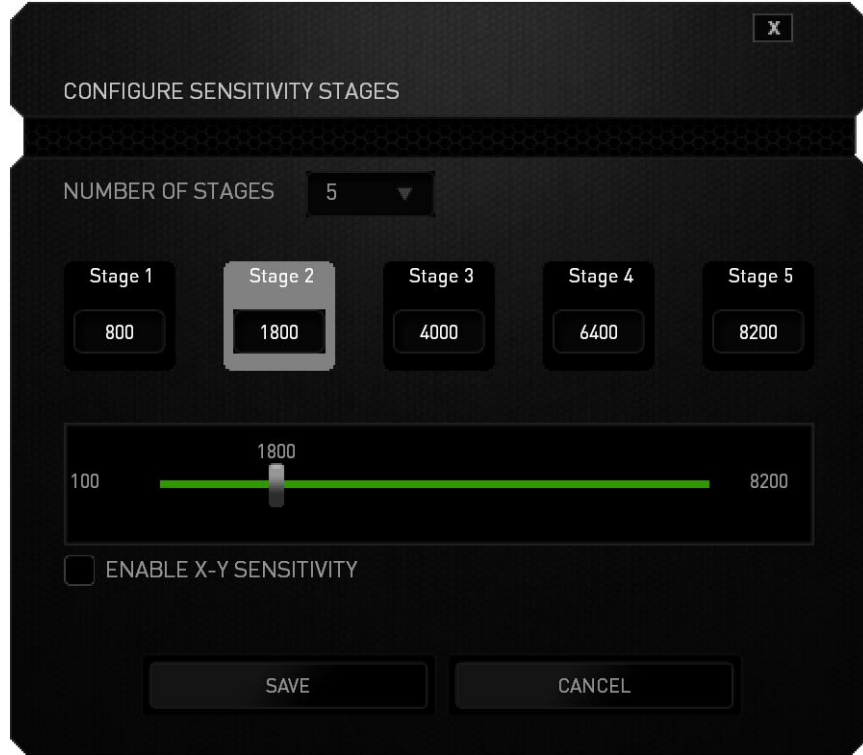 X
CONFIGURE SENSITIVITY STAGES
NUMBER OF STAGES 5
Stage 1 Stage 2 Stage 3 Stage 4 Stage 5
800 1800 4000 6400 8200
1800
100 8200
ENABLE X-Y SENSITIVITY
SAVE CANCEL